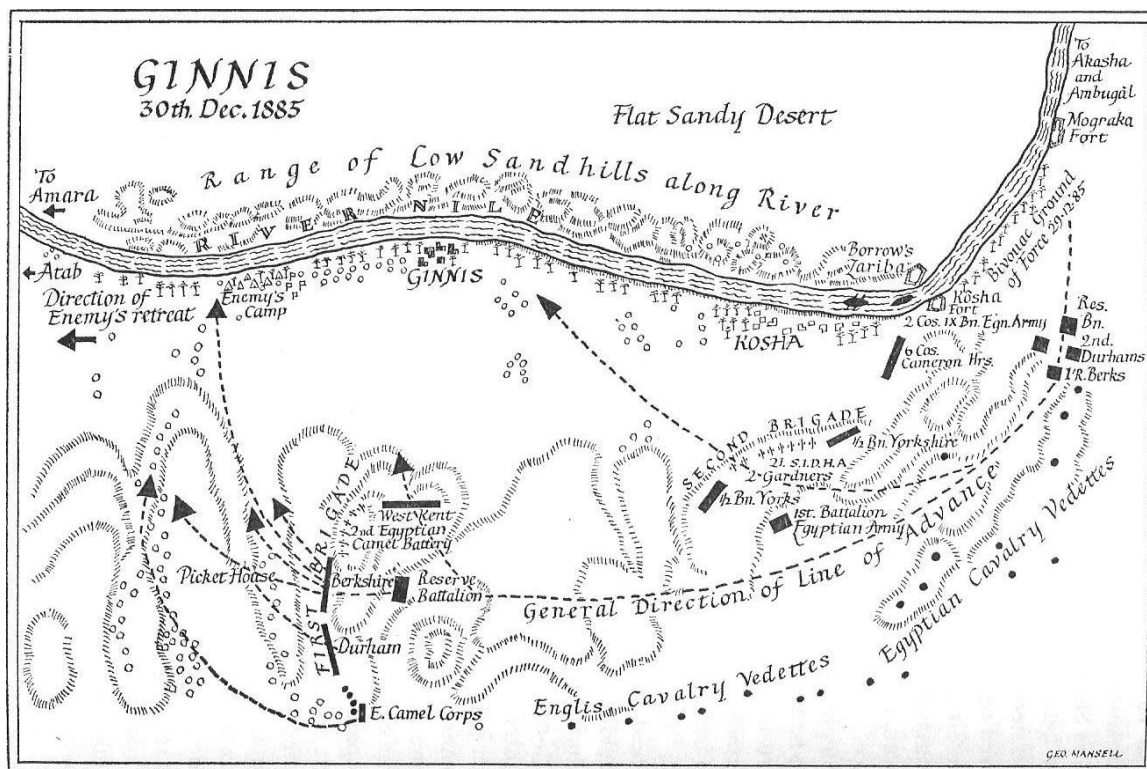 GINNIS
30th. Dec. 1885
Flat Sandy Desert
To
Akasha
and
Ambugàl
Mograka
Fort
Range of Low Sandhills along River
To
Amara
RIVER NILE
Bivouac Ground
of Force 29·12·85
Borrow's
Zariba
Atab
GINNIS
Enemy's
Camp
Direction of
Enemy's retreat
Kosha
Fort
KOSHA
2 Cos. IX Bn. Egn. Army
Res.
Bn.
2nd.
Durhams
1'R. Berks
6 Cos.
Cameron Hrs.
SECOND BRIGADE
½ Bn. Yorkshire
21. S.I.D.H.A
2-Gardners
½ Bn. Yorks
1st. Battalion
Egyptian Army
FIRST BRIGADE
West Kent
2nd Egyptian
Camel Battery
Picket House
Berkshire
Reserve
Battalion
General Direction of Line of Advance
Egyptian Cavalry Vedettes
Durham
E. Camel Corps
Englis. Cavalry Vedettes
GEO. MANSELL